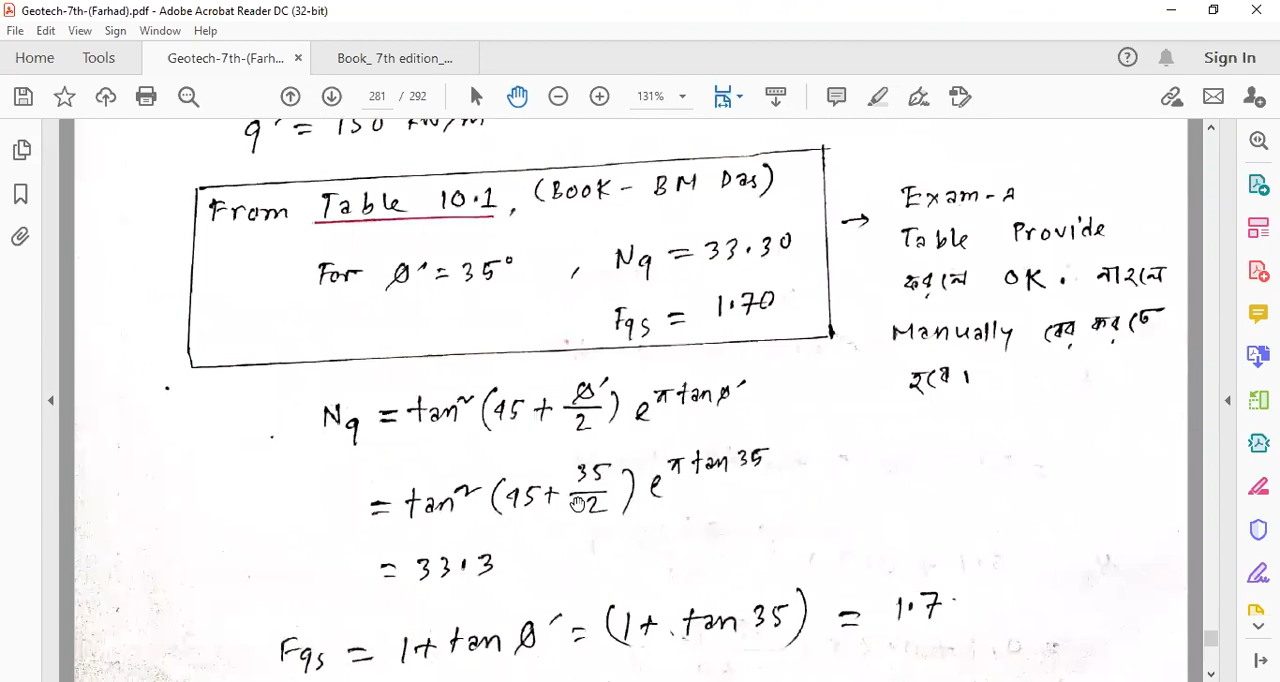 Geotech-7th-(Farhad).pdf - Adobe Acrobat Reader DC (32-bit)
File Edit View Sign Window Help
Home Tools Geotech-7th-(Farh... × Book_ 7th edition_... Sign In
281 / 292 131%
q' = 150 kN/m
From Table 10.1, (Book - BM Das)
For φ' = 35° , Nq = 33.30
Fqs = 1.70
→ Exam-এ
Table Provide
করলে OK. নাহলে
Manually বের করতে
হবে।
Nq = tan² (45 + φ'/2) e^π tan φ'
= tan² (45 + 35/2) e^π tan 35
= 33.3
Fqs = 1 + tan φ' = (1 + tan 35) = 1.7